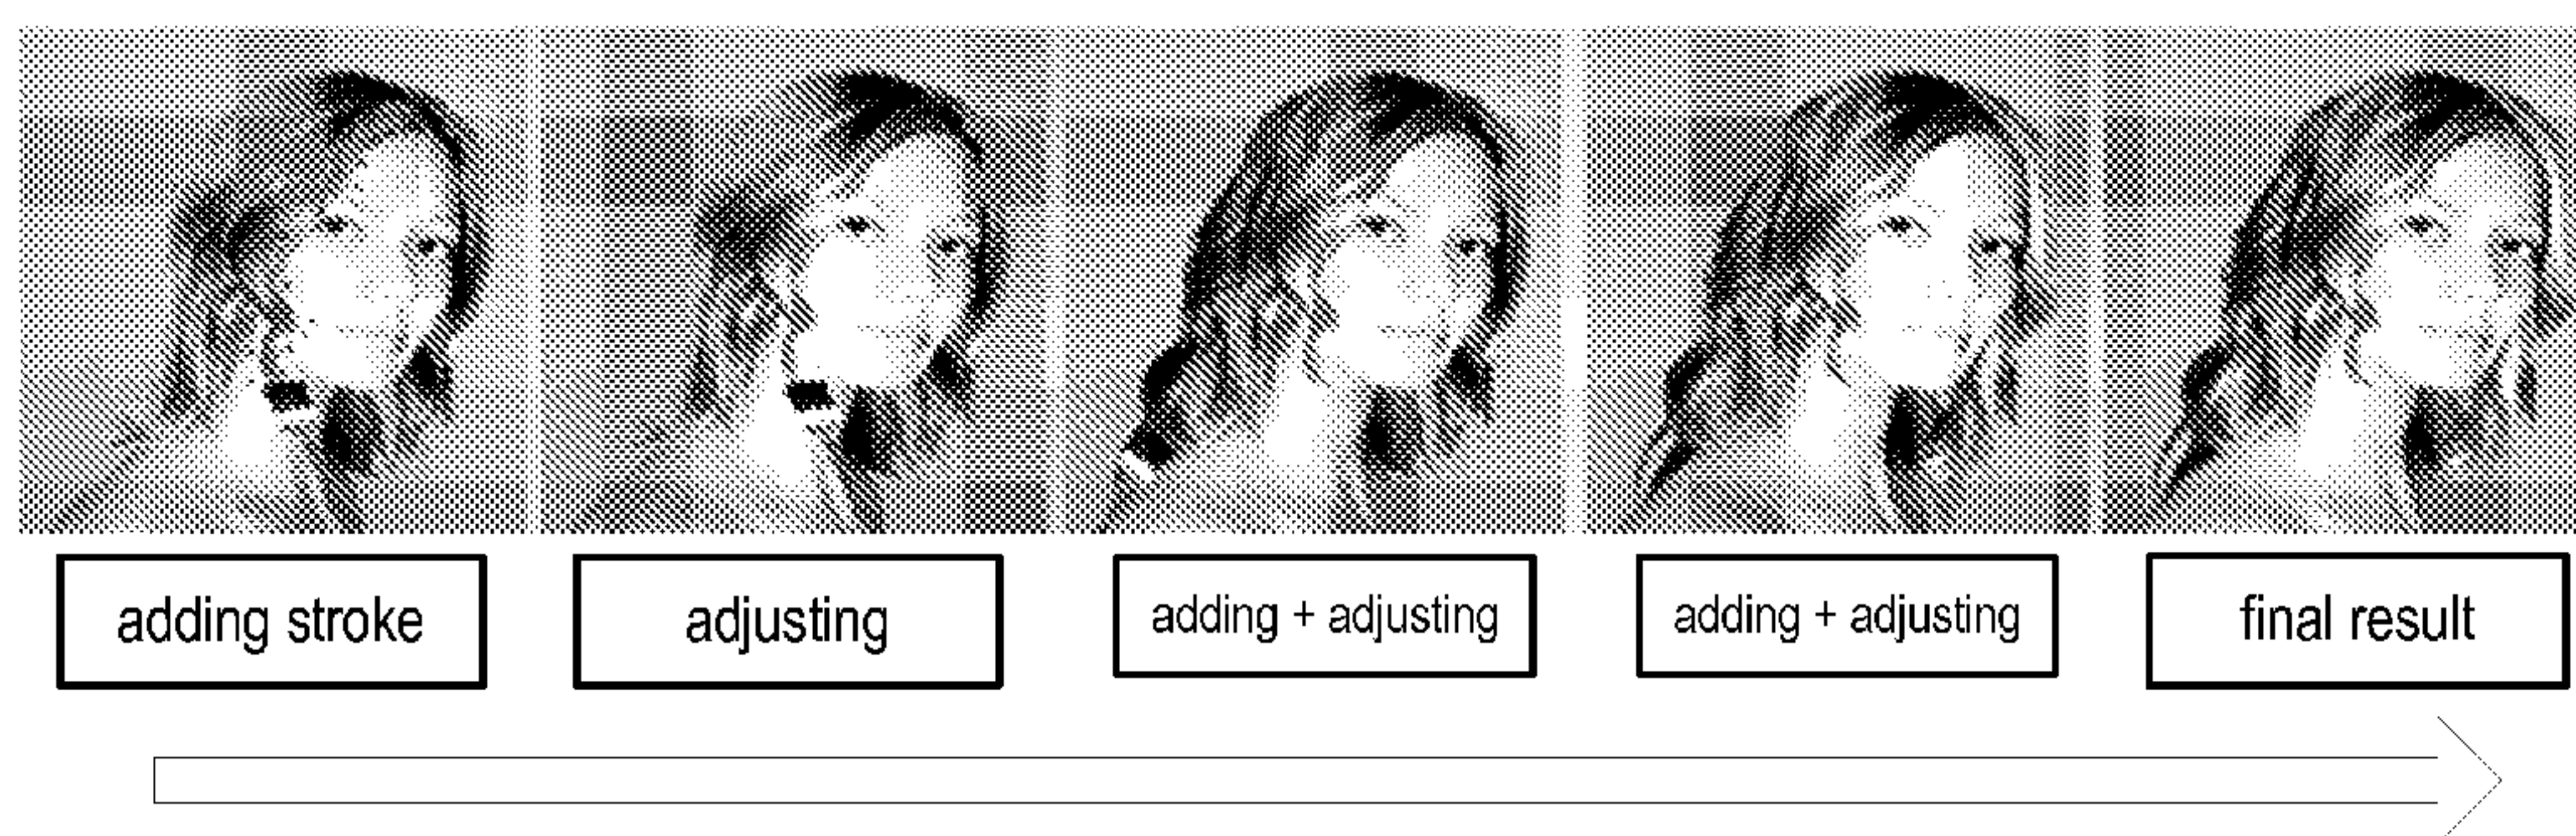 adding stroke
adjusting
adding + adjusting
adding + adjusting
final result